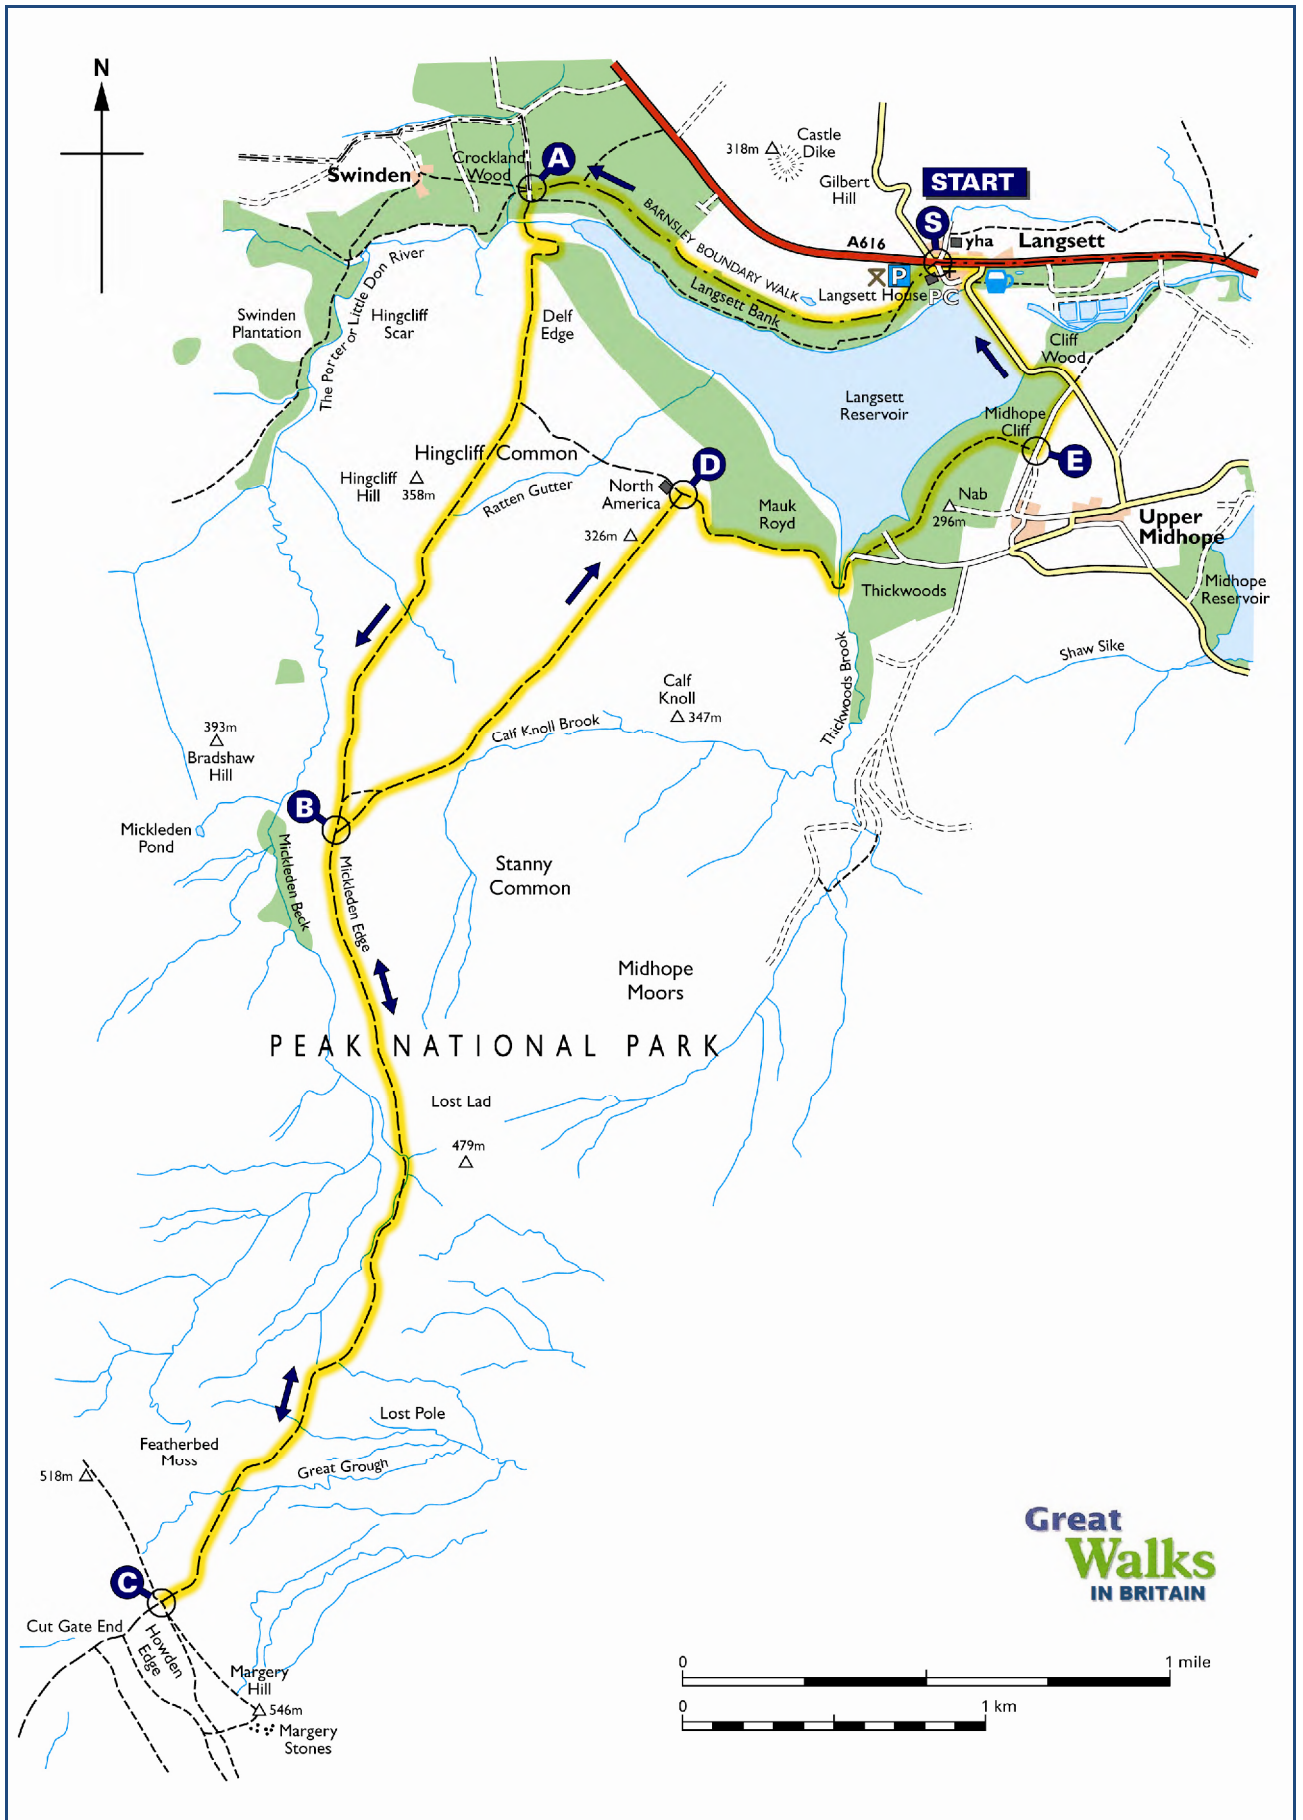 N
Castle
Dike
318m
Gilbert
Hill
START
S
A
Crockland
Wood
Swinden
BARNSLEY BOUNDARY WALK
A616
yha
Langsett
P
Langsett House
PC
Langsett Bank
The Porter or Little Don River
Swinden
Plantation
Hingcliff
Scar
Delf
Edge
Cliff
Wood
Langsett
Reservoir
Midhope
Cliff
E
Hingcliff Common
D
Hingcliff
Hill
358m
Ratten Gutter
North
America
326m
Mauk
Royd
Nab
296m
Upper
Midhope
Midhope
Reservoir
Thickwoods
Shaw Sike
Thickwoods Brook
Calf
Knoll
347m
Calf Knoll Brook
393m
Bradshaw
Hill
B
Mickleden
Pond
Mickleden Beck
Mickleden Edge
Stanny
Common
Midhope
Moors
PEAK NATIONAL PARK
Lost Lad
479m
Lost Pole
Featherbed
Moss
Great Grough
518m
C
Cut Gate End
Howden
Edge
Margery
Hill
546m
Margery
Stones
Great
Walks
IN BRITAIN
0 1 mile
0 1 km